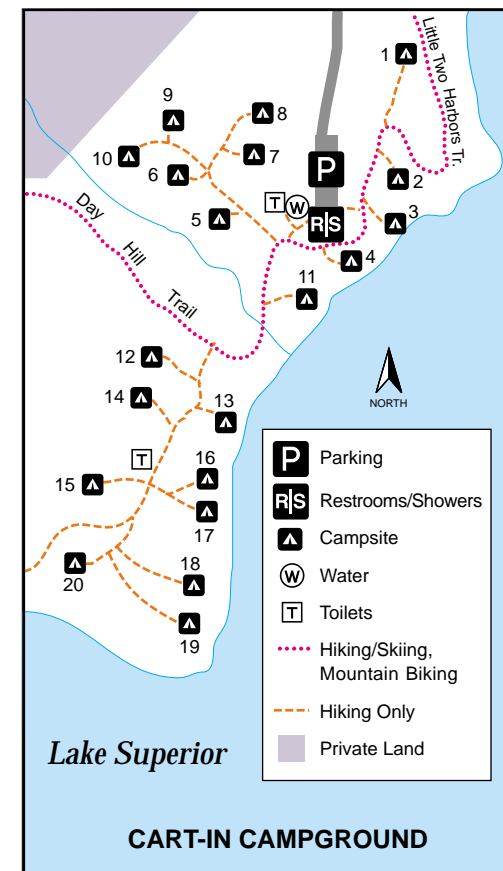 Little Two Harbors Tr.
1
9
8
10
7
6
P
2
T
W
5
R|S
3
4
Day
Hill
Trail
11
12
14
13
NORTH
T
16
15
17
18
20
19
P Parking
R|S Restrooms/Showers
Campsite
W Water
T Toilets
Hiking/Skiing,
Mountain Biking
Hiking Only
Private Land
Lake Superior
CART-IN CAMPGROUND